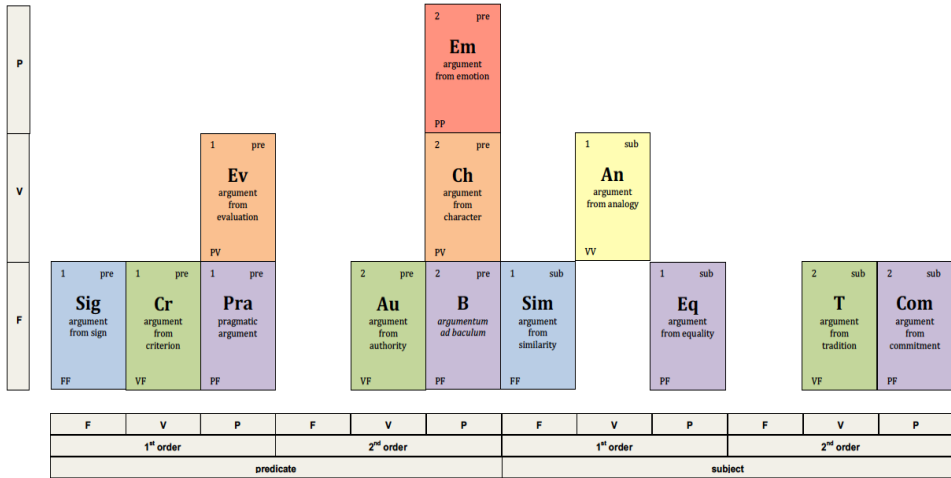 P
2 pre
Em
argument
from emotion
PP
V
1 pre
Ev
argument
from
evaluation
PV
2 pre
Ch
argument
from
character
PV
1 sub
An
argument
from analogy
VV
F
1 pre
Sig
argument
from sign
FF
1 pre
Cr
argument
from
criterion
VF
1 pre
Pra
pragmatic
argument
PF
2 pre
Au
argument
from
authority
VF
2 pre
B
argumentum
ad baculum
PF
1 sub
Sim
argument
from
similarity
FF
1 sub
Eq
argument
from equality
PF
2 sub
T
argument
from
tradition
VF
2 sub
Com
argument
from
commitment
PF
F V P F V P F V P F V P
1st order 2nd order 1st order 2nd order
predicate subject